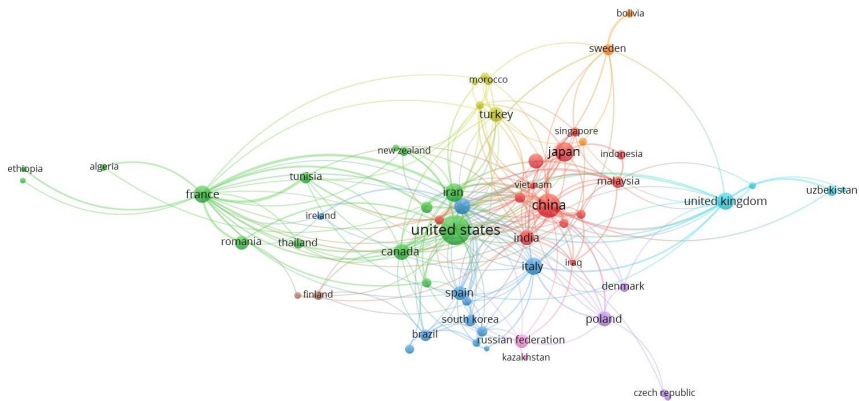 bolivia
sweden
morocco
turkey
singapore
new zealand
japan
indonesia
ethiopia
algeria
tunisia
viet nam
malaysia
france
iran
uzbekistan
china
united kingdom
ireland
united states
romania
thailand
india
canada
iraq
italy
denmark
finland
spain
south korea
poland
brazil
russian federation
kazakhstan
czech republic